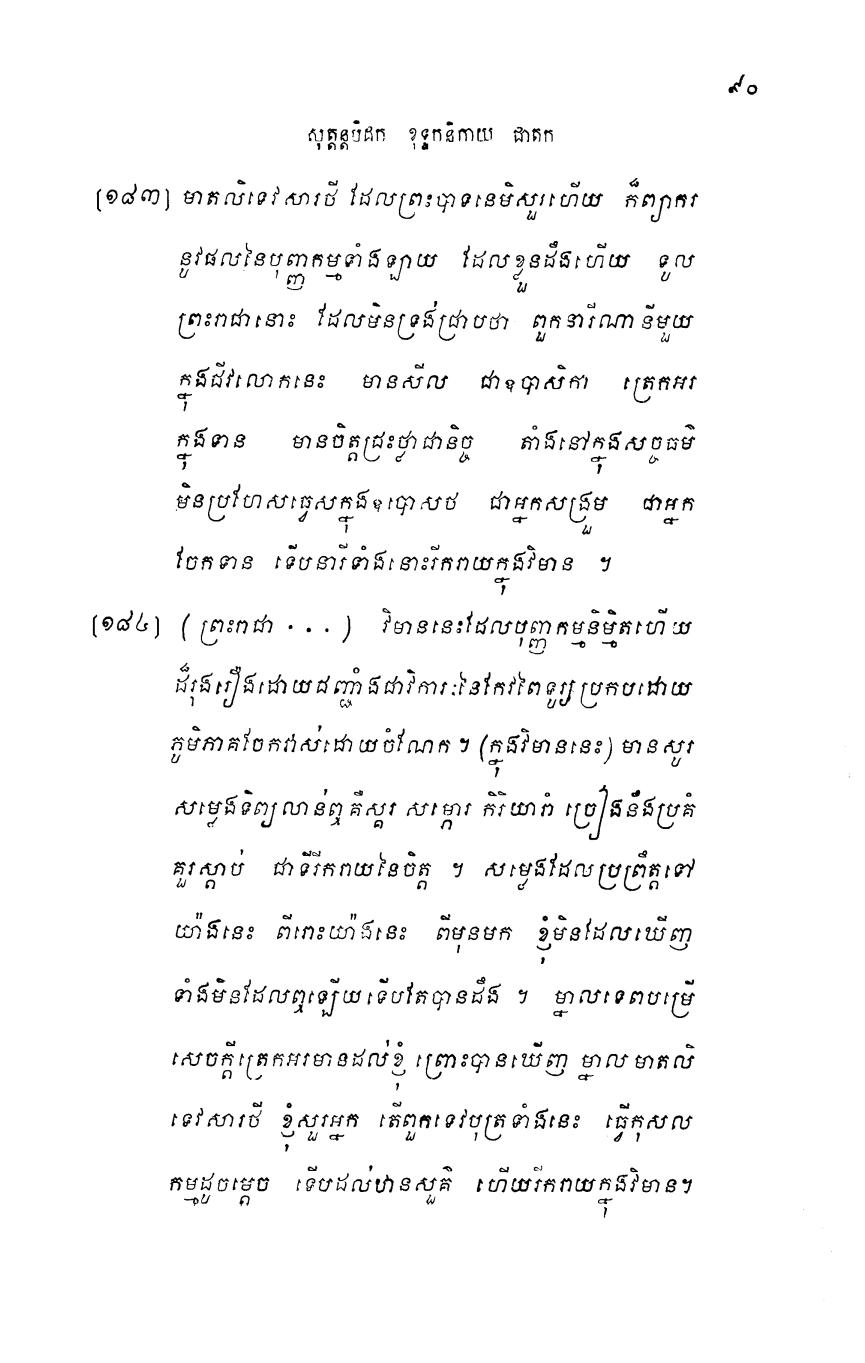 ៩០
សុត្តន្តបិដក ខុទ្ទកនិកាយ ជាតក
[១៨៣] មាតលិទេវសារថី ដែលព្រះបាទនេមិសួរហើយ ក៏ព្យាករ
នូវផលនៃបុញ្ញកម្មទាំងឡាយ ដែលខ្លួនដឹងហើយ ទូល
ព្រះរាជានោះ ដែលមិនទ្រង់ជ្រាបថា ពួកនារីណានីមួយ
ក្នុងជីវលោកនេះ មានសីល ជាឧបាសិកា ត្រេកអរ
ក្នុងទាន មានចិត្តជ្រះថ្លាជានិច្ច តាំងនៅក្នុងសច្ចធម៌
មិនប្រហែសធ្វេសក្នុងឧបោសថ ជាអ្នកសង្រួម ជាអ្នក
ចែកទាន ទើបនារីទាំងនោះរីករាយក្នុងវិមាន ។
[១៨៤] (ព្រះរាជា . . .) វិមាននេះដែលបុញ្ញកម្មនិម្មិតហើយ
ដ៏រុងរឿងដោយជញ្ជាំងជាវិការៈនៃកែវពៃទូរ្យ ប្រកបដោយ
ភូមិភាគចែកវាស់ដោយចំណែក ។ (ក្នុងវិមាននេះ) មានសូរ
សម្លេងទិព្យលាន់ឮ គឺស្គរ សម្ភោរ កិរិយារាំ ច្រៀងនឹងប្រគំ
គួរស្តាប់ ជាទីរីករាយនៃចិត្ត ។ សម្លេងដែលប្រព្រឹត្តទៅ
យ៉ាងនេះ ពីរោះយ៉ាងនេះ ពីមុនមក ខ្ញុំមិនដែលឃើញ
ទាំងមិនដែលឮឡើយ ទើបតែបានដឹង ។ ម្នាលទេពបម្រើ
សេចក្តីត្រេកអរមានដល់ខ្ញុំ ព្រោះបានឃើញ ម្នាលមាតលិ
ទេវសារថី ខ្ញុំសួរអ្នក តើពួកទេវបុត្រទាំងនេះ ធ្វើកុសល
កម្មដូចម្តេច ទើបដល់ឋានសួគ៌ ហើយរីករាយក្នុងវិមាន។